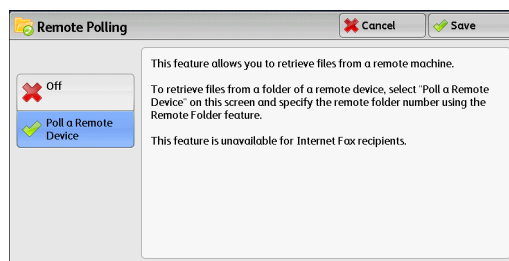 Remote Polling
Cancel
Save
Off
Poll a Remote
Device
This feature allows you to retrieve files from a remote machine.
To retrieve files from a folder of a remote device, select "Poll a Remote
Device" on this screen and specify the remote folder number using the
Remote Folder feature.
This feature is unavailable for Internet Fax recipients.